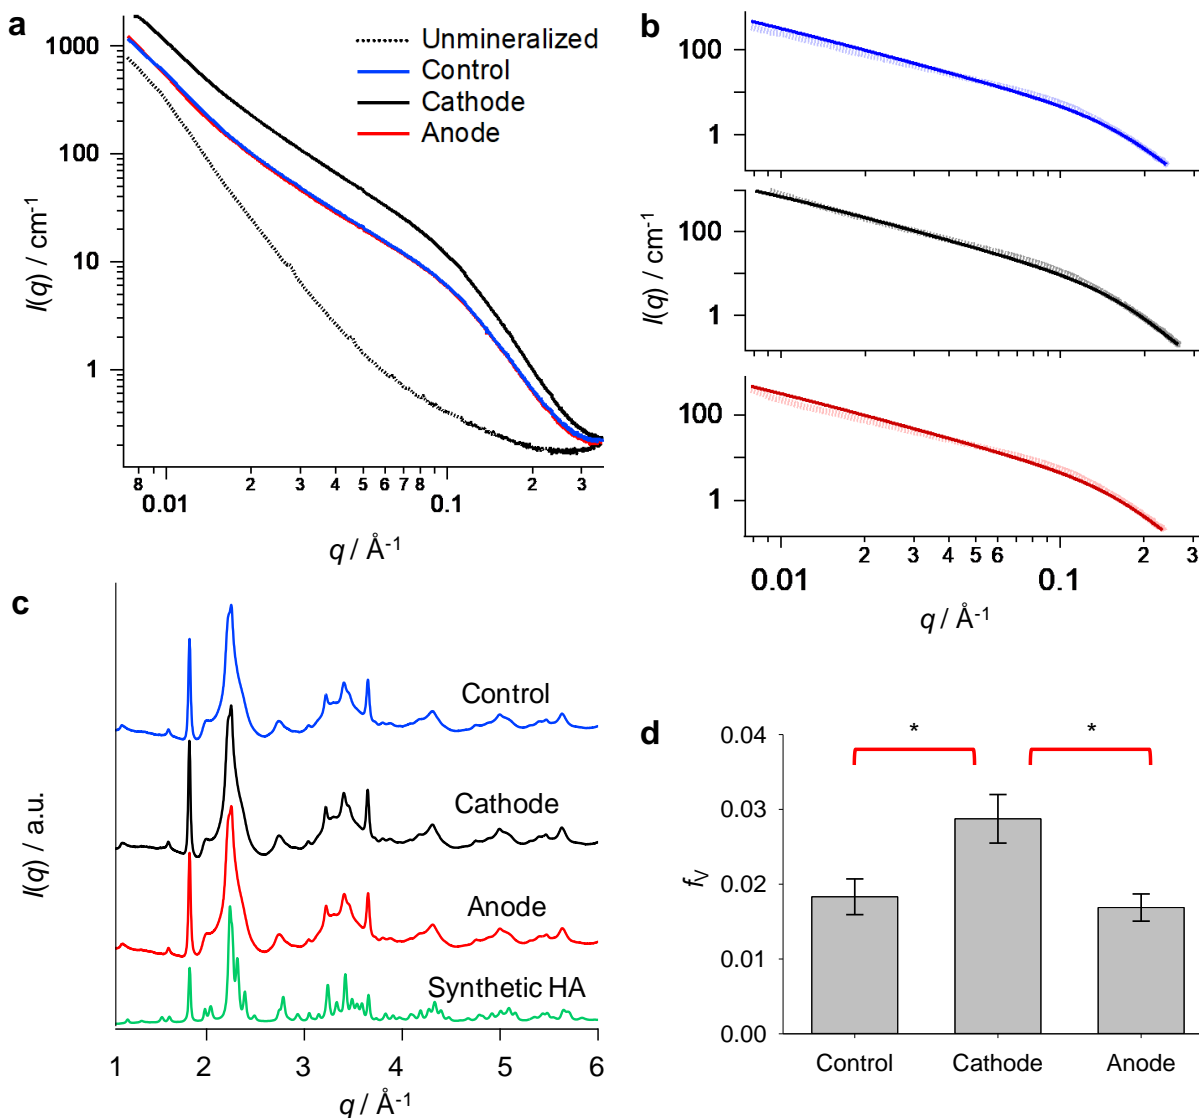 a
1000
100
10
1
I(q) / cm-1
Unmineralized
Control
Cathode
Anode
8 0.01 2 3 4 5 6 7 8 0.1 2 3
q / Å-1
b
100
1
100
1
100
1
I(q) / cm-1
0.01 2 3 4 5 6 0.1 2 3
q / Å-1
c
I(q) / a.u.
Control
Cathode
Anode
Synthetic HA
1 2 3 4 5 6
q / Å-1
d
0.04
0.03
0.02
0.01
0.00
fV
* *
Control Cathode Anode